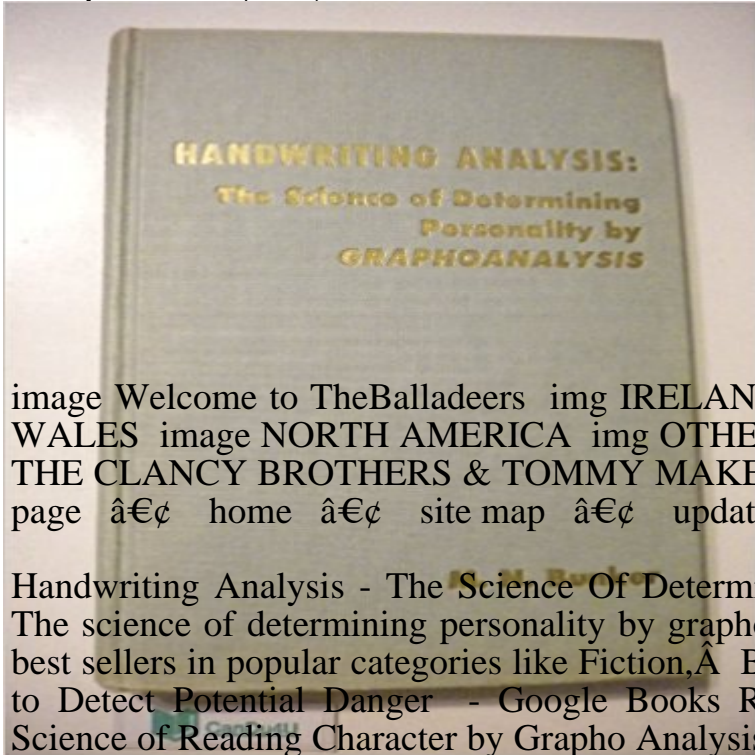 HANDWRITING ANALYSIS:
The Science of Determining
Personality by
GRAPHOANALYSIS
image Welcome to TheBalladeers img IRELAN
WALES image NORTH AMERICA img OTHE
THE CLANCY BROTHERS & TOMMY MAKE
page • home • site map • updat
M. N. Bunker
Handwriting Analysis - The Science Of Determi
The science of determining personality by grapho
best sellers in popular categories like Fiction,Â B
to Detect Potential Danger - Google Books R
Science of Reading Character by Grapho Analysi